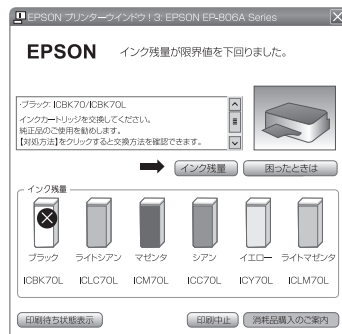 EPSON プリンターウインドウ!3: EPSON EP-806A Series
EPSON
インク残量が限界値を下回りました。
·ブラック: ICBK70/ICBK70L
インクカートリッジを交換してください。
純正品のご使用を勧めします。
【対処方法】をクリックすると交換方法を確認できます。
インク残量
困ったときは
インク残量
ブラック ライトシアン マゼンタ シアン イエロー ライトマゼンタ
ICBK70L ICLC70L ICM70L ICC70L ICY70L ICLM70L
印刷待ち状態表示
印刷中止
消耗品購入のご案内